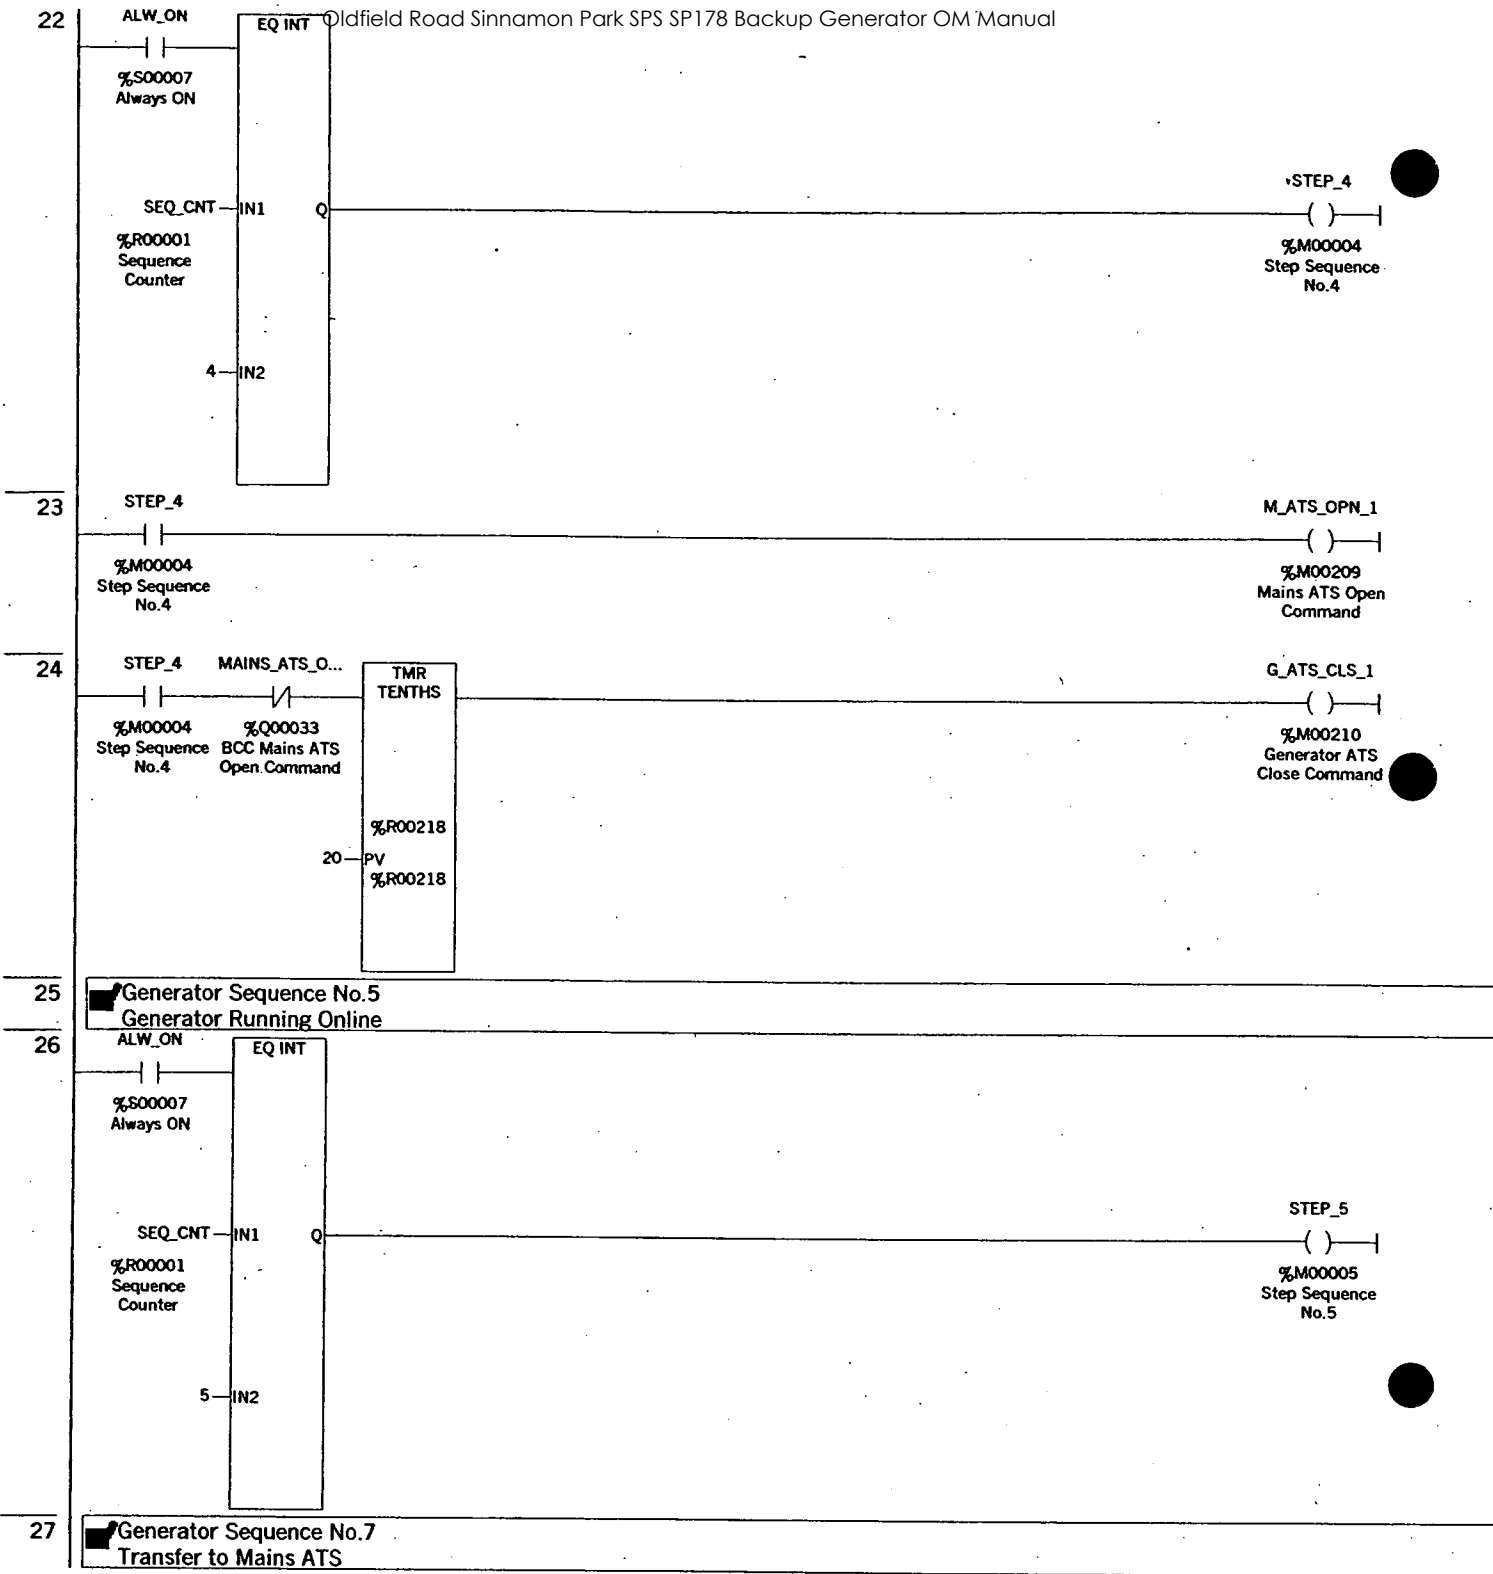 Oldfield Road Sinnamon Park SPS SP178 Backup Generator OM Manual
22
ALW_ON
EQ INT
%S00007
Always ON
STEP_4
SEQ_CNT
IN1
Q
%R00001
Sequence
Counter
%M00004
Step Sequence
No.4
4
IN2
23
STEP_4
M_ATS_OPN_1
%M00004
Step Sequence
No.4
%M00209
Mains ATS Open
Command
24
STEP_4
MAINS_ATS_O...
TMR
TENTHS
G_ATS_CLS_1
%M00004
Step Sequence
No.4
%Q00033
BCC Mains ATS
Open Command
%M00210
Generator ATS
Close Command
%R00218
20
PV
%R00218
25
Generator Sequence No.5
Generator Running Online
26
ALW_ON
EQ INT
%S00007
Always ON
STEP_5
SEQ_CNT
IN1
Q
%R00001
Sequence
Counter
%M00005
Step Sequence
No.5
5
IN2
27
Generator Sequence No.7
Transfer to Mains ATS